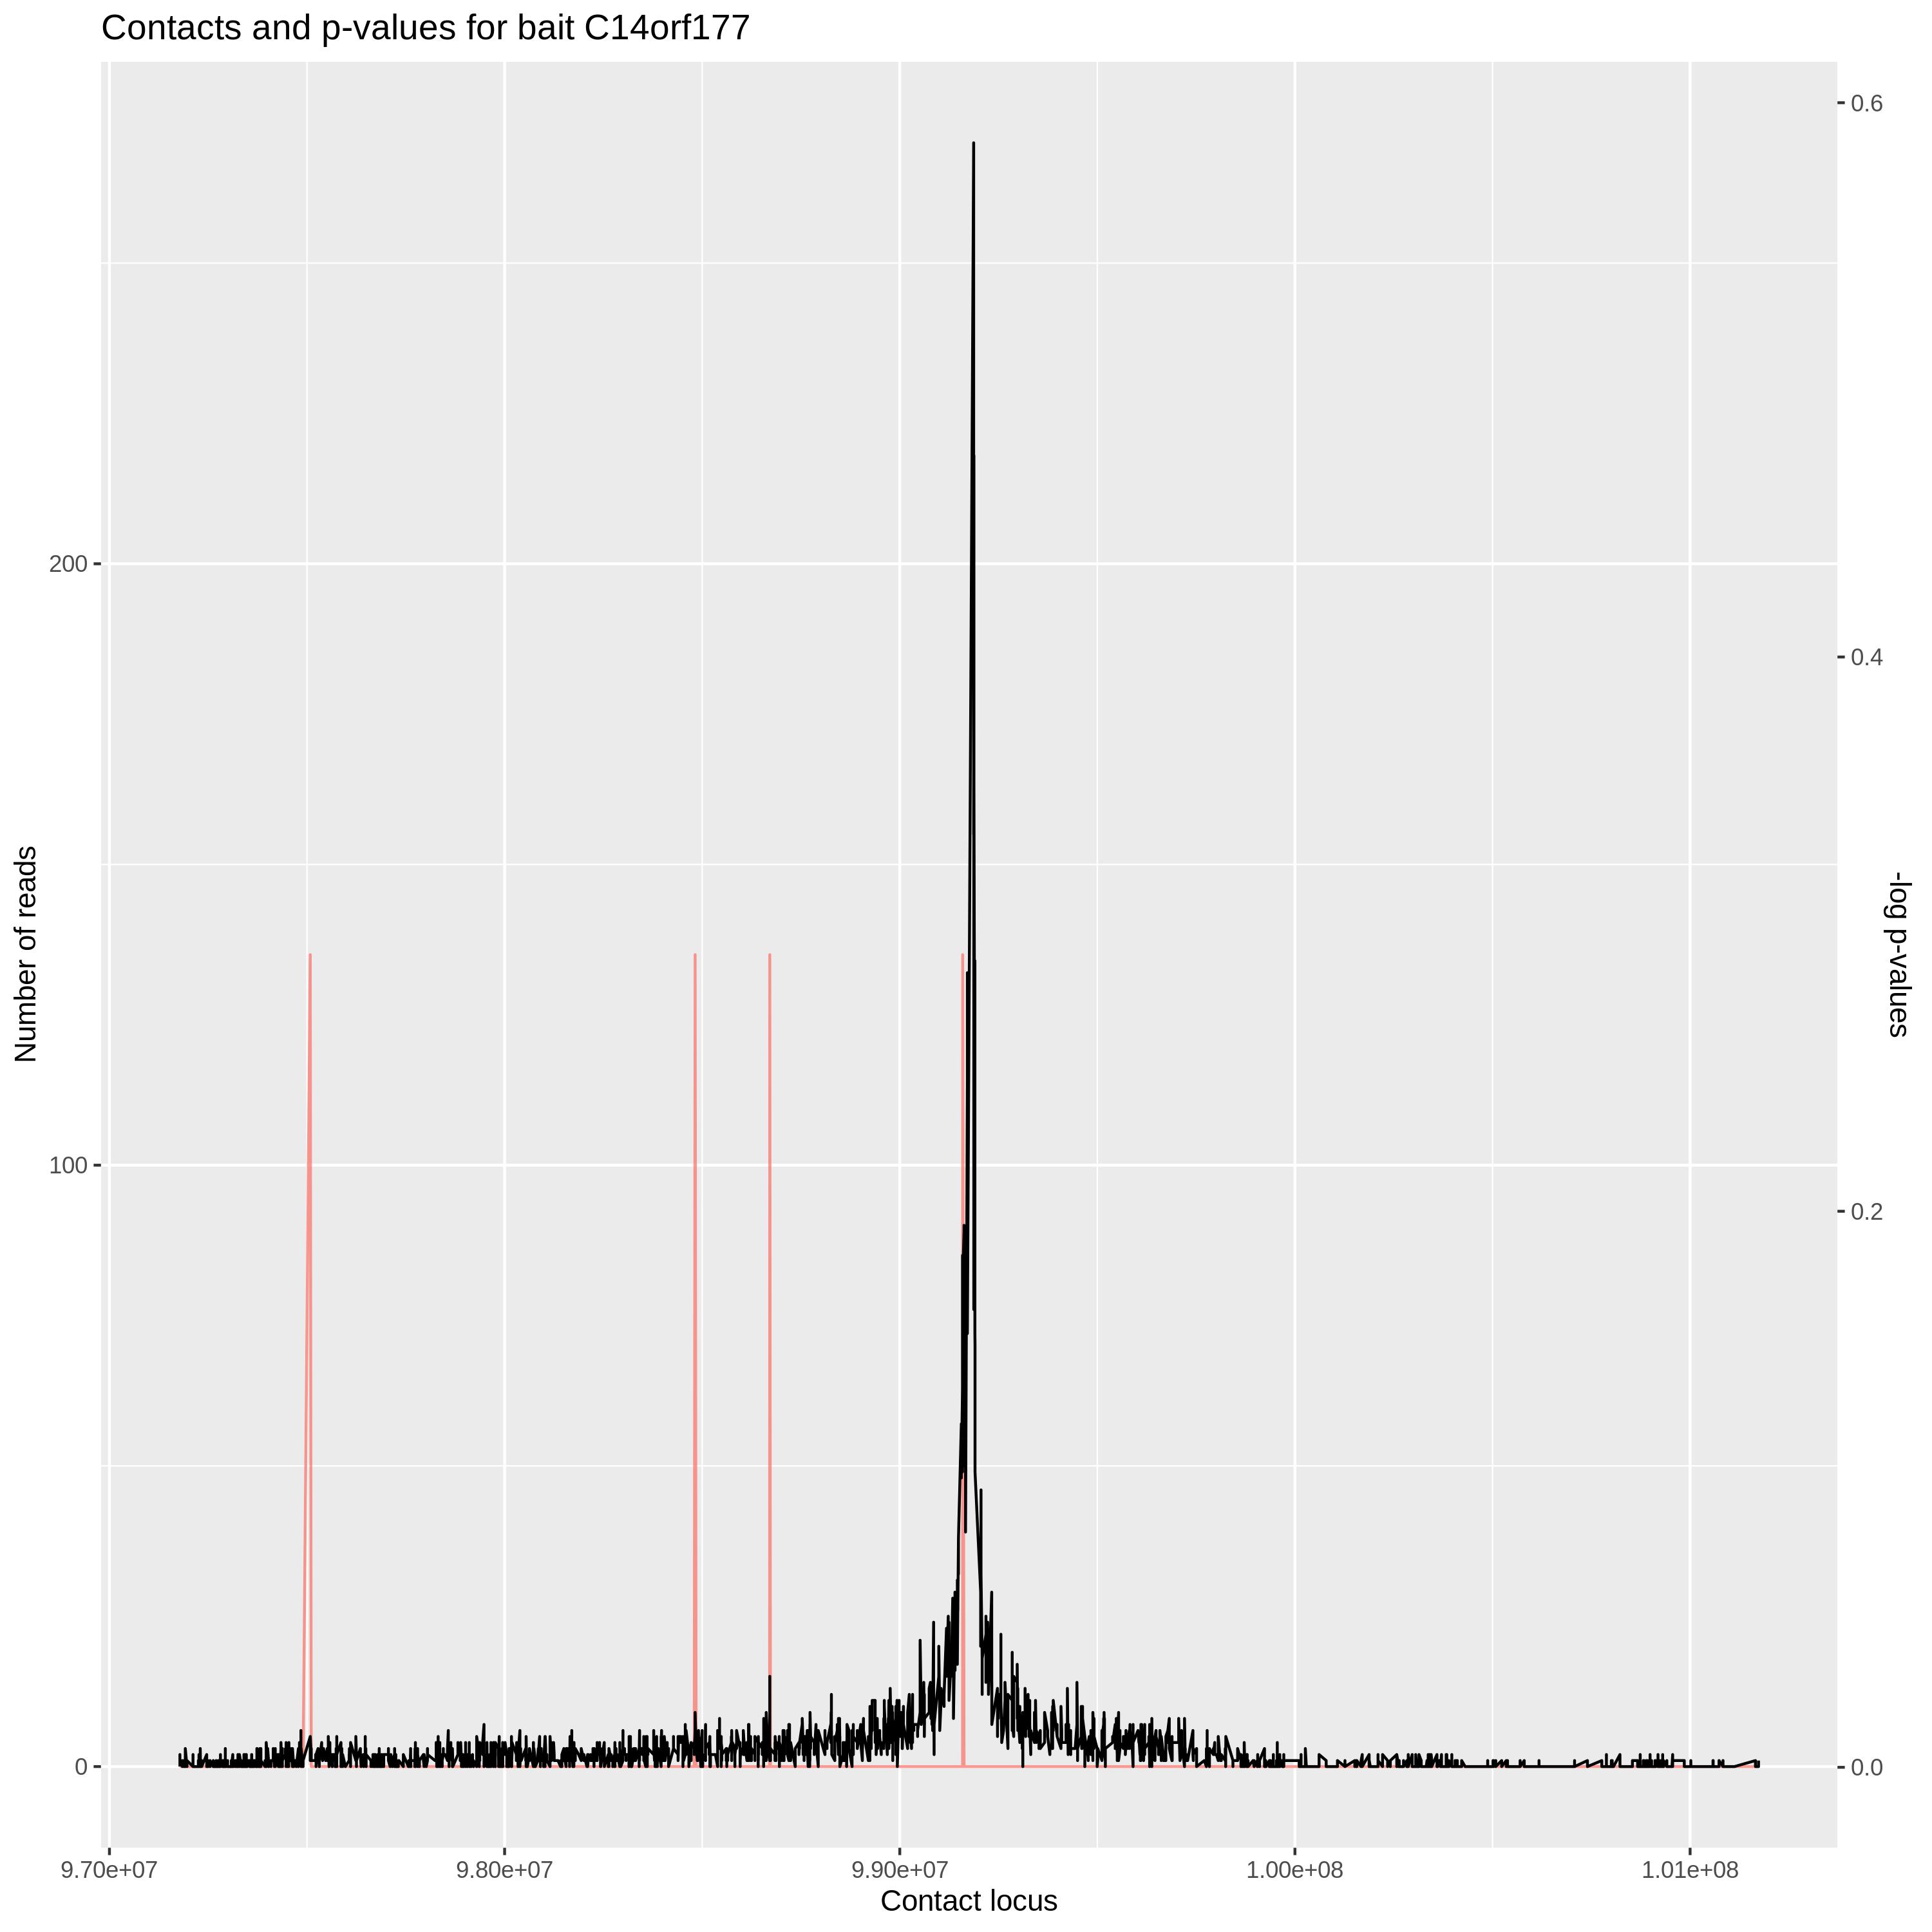 Contacts and p-values for bait C14orf177
0.6
200
0.4
Number of reads
-log p-values
100
0.2
0
0.0
9.70e+07 9.80e+07 9.90e+07 1.00e+08 1.01e+08
Contact locus